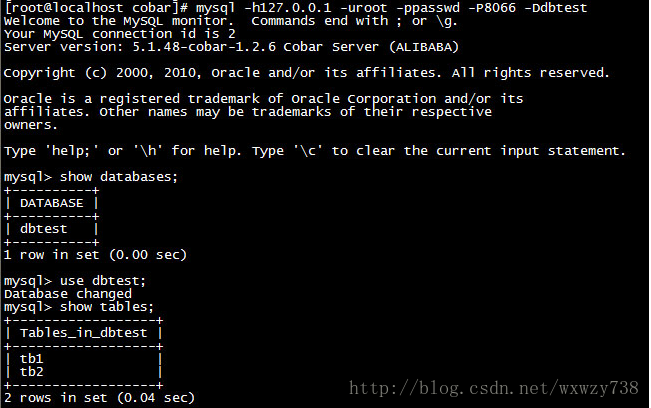 [root@localhost cobar]# mysql -h127.0.0.1 -uroot -ppasswd -P8066 -Ddbtest
Welcome to the MySQL monitor.  Commands end with ; or \g.
Your MySQL connection id is 2
Server version: 5.1.48-cobar-1.2.6 Cobar Server (ALIBABA)
Copyright (c) 2000, 2010, Oracle and/or its affiliates. All rights reserved.
Oracle is a registered trademark of Oracle Corporation and/or its
affiliates. Other names may be trademarks of their respective
owners.
Type 'help;' or '\h' for help. Type '\c' to clear the current input statement.
mysql> show databases;
+----------+
| DATABASE |
+----------+
| dbtest   |
+----------+
1 row in set (0.00 sec)
mysql> use dbtest;
Database changed
mysql> show tables;
+------------------+
| Tables_in_dbtest |
+------------------+
| tb1              |
| tb2              |
+------------------+
2 rows in set (0.04 sec)
http://blog.csdn.net/wxwzy738